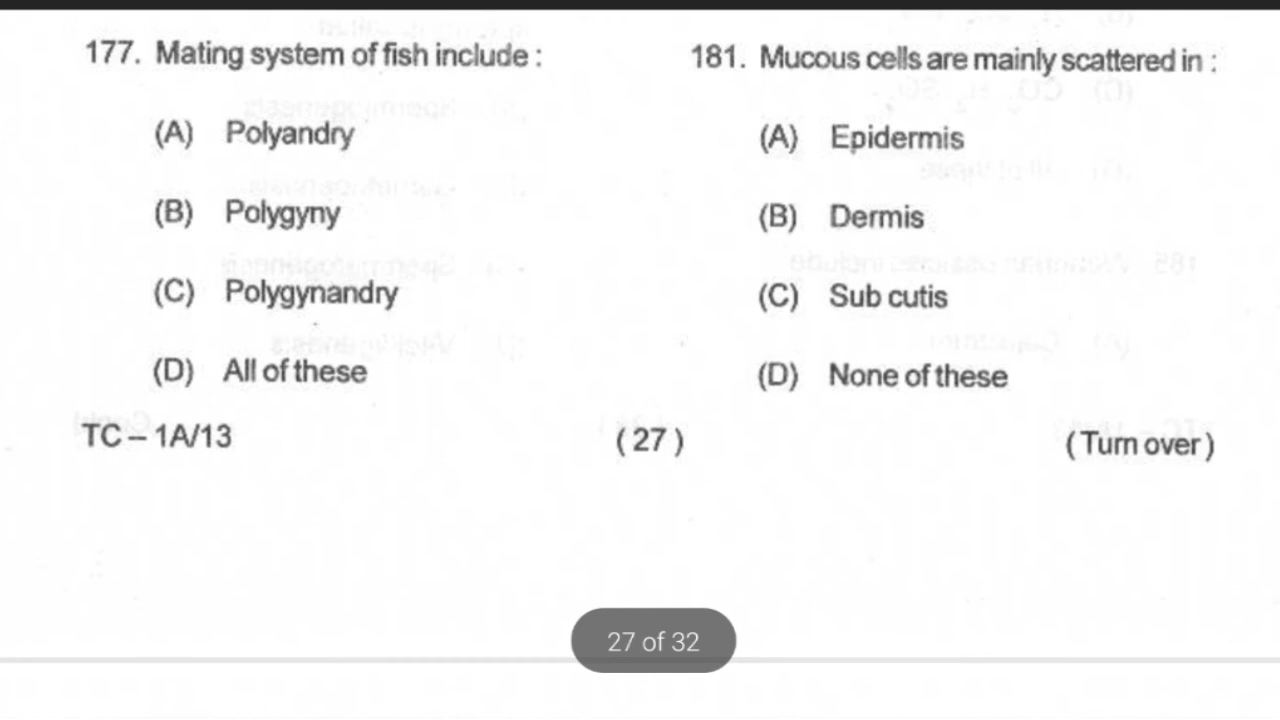 177. Mating system of fish include :
(A) Polyandry
(B) Polygyny
(C) Polygynandry
(D) All of these
181. Mucous cells are mainly scattered in :
(A) Epidermis
(B) Dermis
(C) Sub cutis
(D) None of these
TC – 1A/13
( 27 )
( Turn over )
27 of 32